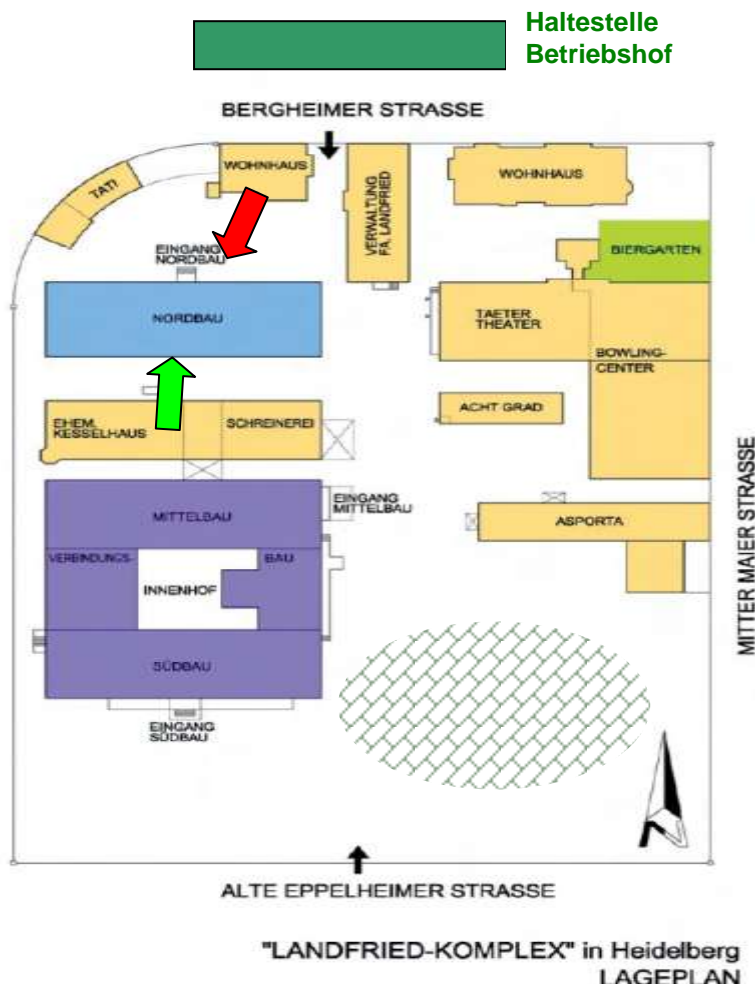 Haltestelle
Betriebshof
BERGHEIMER STRASSE
TATI
WOHNHAUS
VERWALTUNG
FA. LANDFRIED
WOHNHAUS
EINGANG
NORDBAU
BIERGARTEN
NORDBAU
TAETER
THEATER
BOWLING-
CENTER
EHEM.
KESSELHAUS
SCHREINEREI
ACHT GRAD
MITTELBAU
EINGANG
MITTELBAU
ASPORTA
VERBINDUNGS-
BAU
INNENHOF
MITTER MAIER STRASSE
SÜDBAU
EINGANG
SÜDBAU
N
ALTE EPPELHEIMER STRASSE
"LANDFRIED-KOMPLEX" in Heidelberg
LAGEPLAN